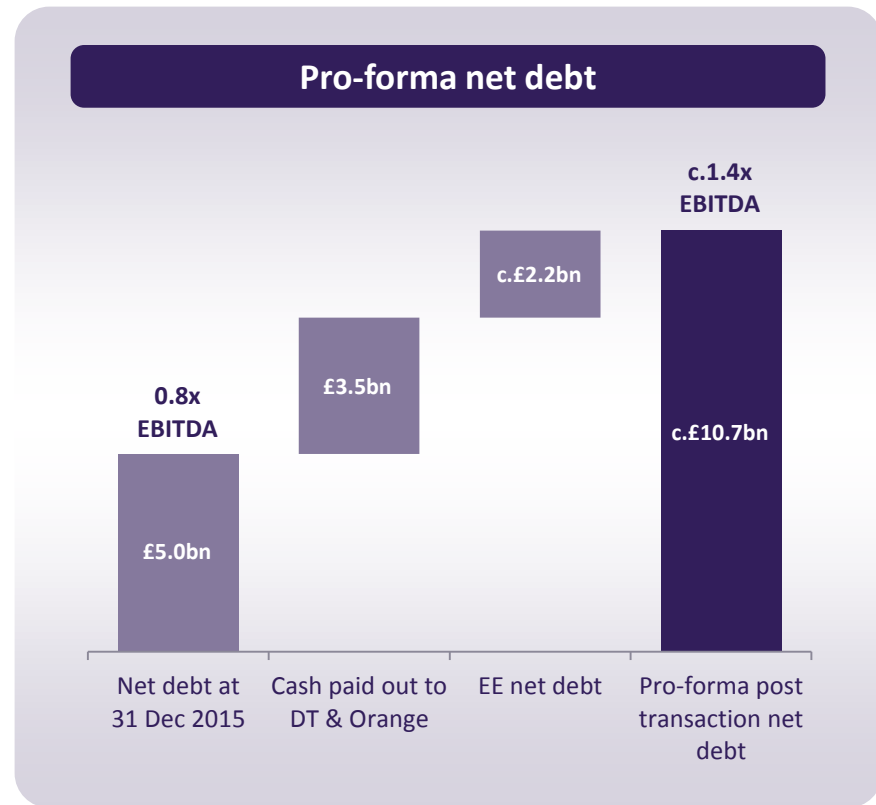 Pro-forma net debt
c.1.4x
EBITDA
c.£2.2bn
£3.5bn
0.8x
EBITDA
c.£10.7bn
£5.0bn
Net debt at
31 Dec 2015
Cash paid out to
DT & Orange
EE net debt
Pro-forma post
transaction net
debt